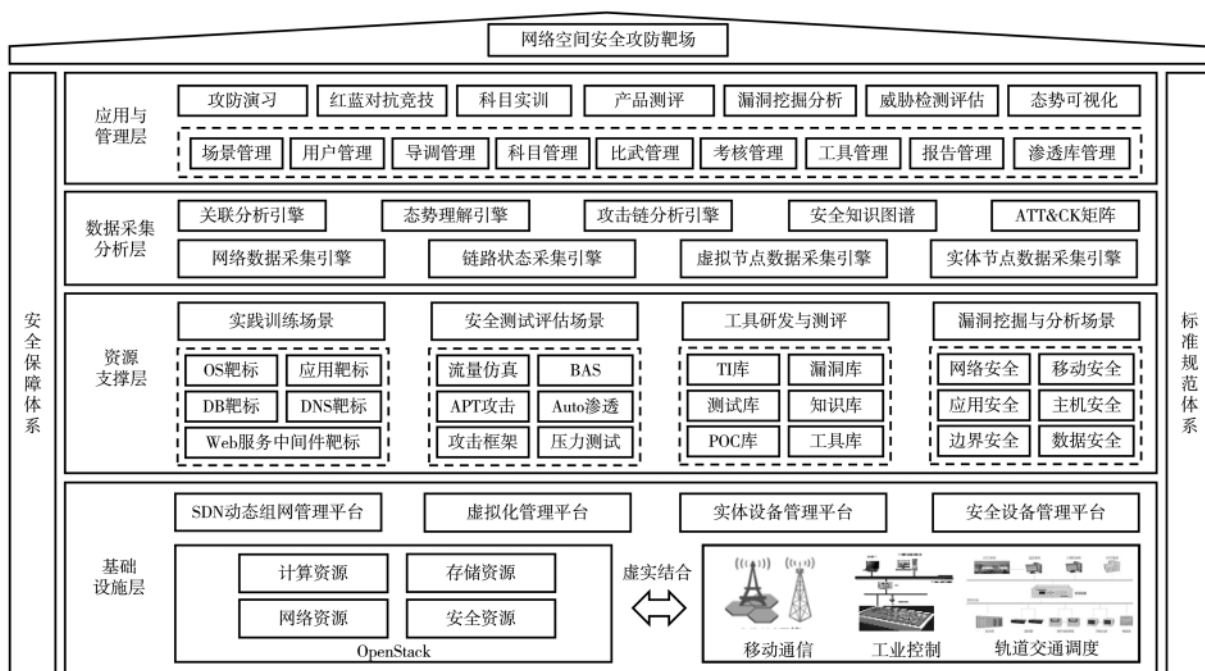 网络空间安全攻防靶场
安全保障体系
标准规范体系
应用与
管理层
攻防演习 红蓝对抗竞技 科目实训 产品测评 漏洞挖掘分析 威胁检测评估 态势可视化
场景管理 用户管理 导调管理 科目管理 比武管理 考核管理 工具管理 报告管理 渗透库管理
数据采集
分析层
关联分析引擎 态势理解引擎 攻击链分析引擎 安全知识图谱 ATT&CK矩阵
网络数据采集引擎 链路状态采集引擎 虚拟节点数据采集引擎 实体节点数据采集引擎
资源
支撑层
实践训练场景 安全测试评估场景 工具研发与测评 漏洞挖掘与分析场景
OS靶标 应用靶标 流量仿真 BAS TI库 漏洞库 网络安全 移动安全
DB靶标 DNS靶标 APT攻击 Auto渗透 测试库 知识库 应用安全 主机安全
Web服务中间件靶标 攻击框架 压力测试 POC库 工具库 边界安全 数据安全
基础
设施层
SDN动态组网管理平台 虚拟化管理平台 实体设备管理平台 安全设备管理平台
计算资源 存储资源
网络资源 安全资源
OpenStack
虚实结合
移动通信 工业控制 轨道交通调度